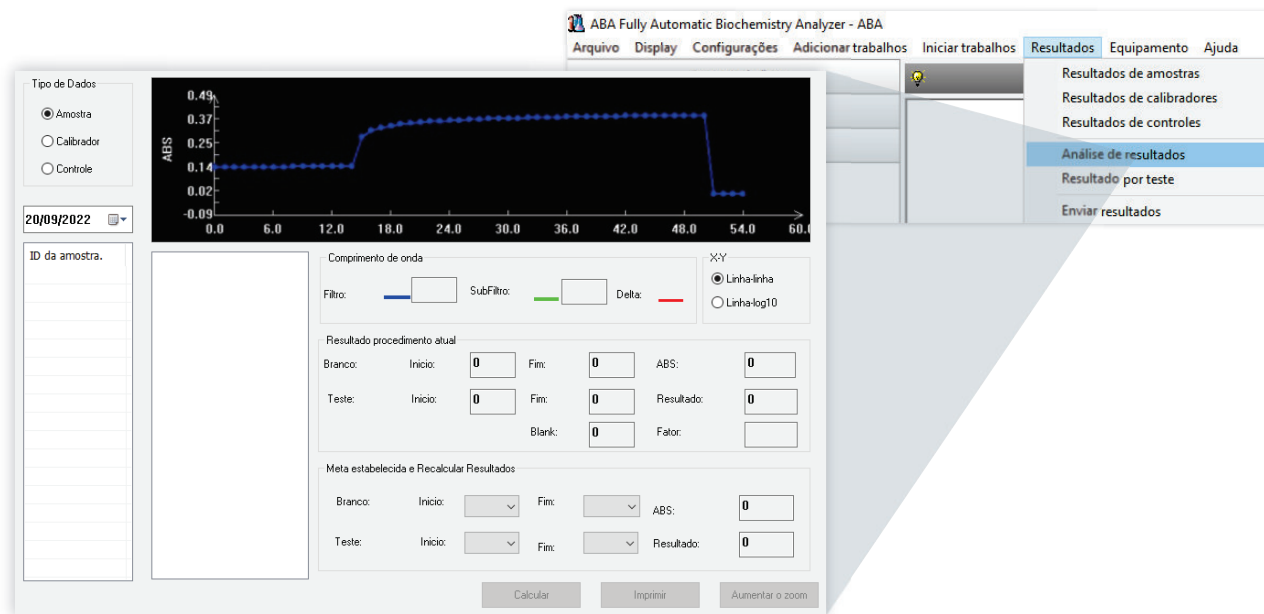 ABA Fully Automatic Biochemistry Analyzer - ABA
Arquivo Display Configurações Adicionar trabalhos Iniciar trabalhos Resultados Equipamento Ajuda
Resultados de amostras
Resultados de calibradores
Resultados de controles
Análise de resultados
Resultado por teste
Enviar resultados
Tipo de Dados
Amostra
Calibrador
Controle
20/09/2022
ID da amostra.
ABS
0.49
0.37
0.25
0.14
0.02
-0.09
0.0 6.0 12.0 18.0 24.0 30.0 36.0 42.0 48.0 54.0 60.
Comprimento de onda
Filtro: SubFiltro: Delta:
X-Y
Linha-linha
Linha-log10
Resultado procedimento atual
Branco: Inicio: 0 Fim: 0 ABS: 0
Teste: Inicio: 0 Fim: 0 Resultado: 0
Blank: 0 Fator:
Meta estabelecida e Recalcular Resultados
Branco: Inicio: Fim: ABS: 0
Teste: Inicio: Fim: Resultado: 0
Calcular Imprimir Aumentar o zoom